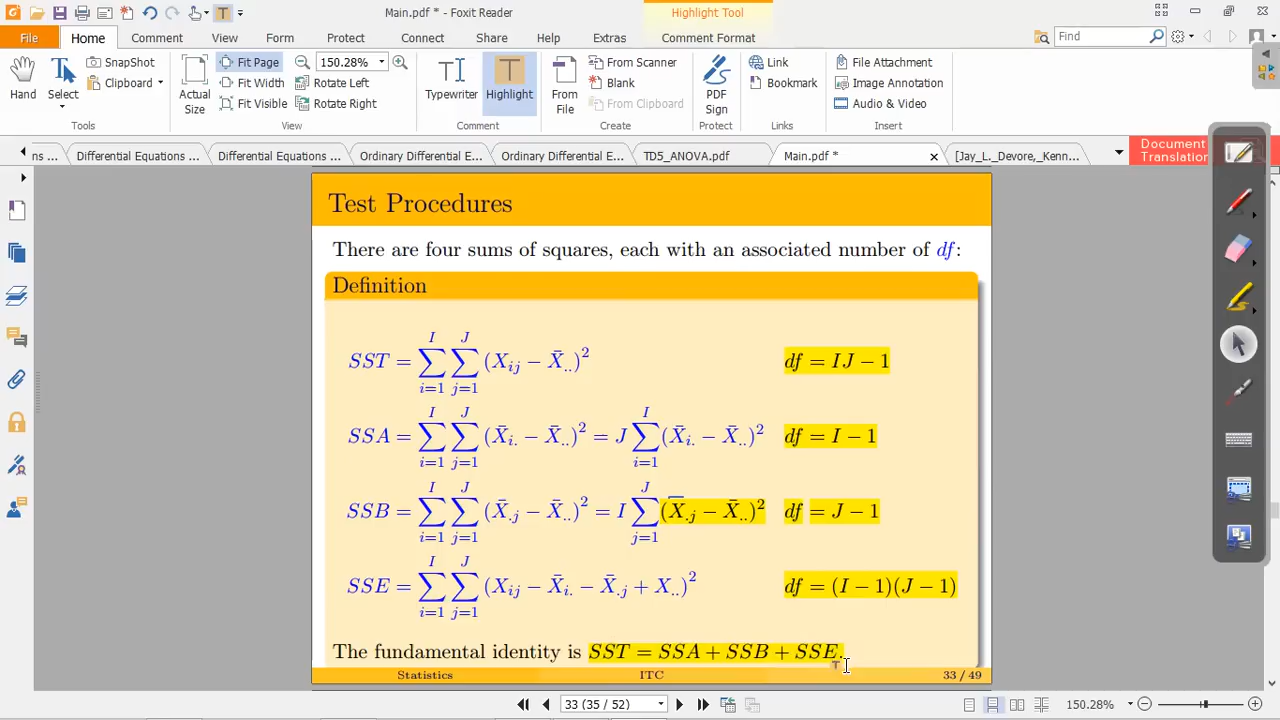 Main.pdf * - Foxit Reader
Highlight Tool
File Home Comment View Form Protect Connect Share Help Extras Comment Format
Find
Hand
Select
SnapShot
Clipboard
Tools
Actual Size
Fit Page
Fit Width
Fit Visible
150.28%
Rotate Left
Rotate Right
View
Typewriter
Highlight
Comment
From File
From Scanner
Blank
From Clipboard
Create
PDF Sign
Protect
Link
Bookmark
Links
File Attachment
Image Annotation
Audio & Video
Insert
ns ... Differential Equations ... Differential Equations ... Ordinary Differential E... Ordinary Differential E... TD5_ANOVA.pdf Main.pdf * [Jay_L._Devore,_Kenn...
Document Translation
Test Procedures
There are four sums of squares, each with an associated number of df:
Definition
SST = ∑_{i=1}^{I} ∑_{j=1}^{J} (X_{ij} − X̄_{..})² df = IJ − 1
SSA = ∑_{i=1}^{I} ∑_{j=1}^{J} (X̄_{i.} − X̄_{..})² = J ∑_{i=1}^{I} (X̄_{i.} − X̄_{..})² df = I − 1
SSB = ∑_{i=1}^{I} ∑_{j=1}^{J} (X̄_{.j} − X̄_{..})² = I ∑_{j=1}^{J} (X̄_{.j} − X̄_{..})² df = J − 1
SSE = ∑_{i=1}^{I} ∑_{j=1}^{J} (X_{ij} − X̄_{i.} − X̄_{.j} + X_{..})² df = (I − 1)(J − 1)
The fundamental identity is SST = SSA + SSB + SSE.
Statistics ITC 33 / 49
33 (35 / 52)
150.28%